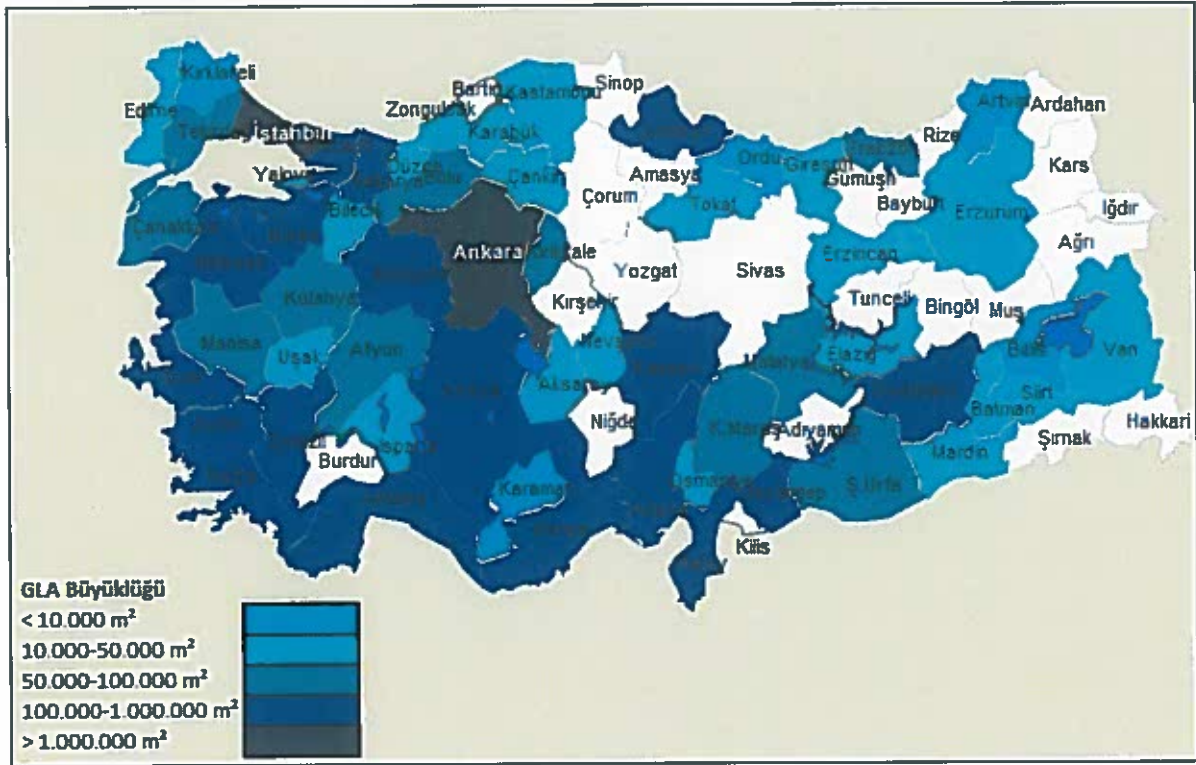 Sinop
Bartın
Kastamonu
Kırklareli
Artvin
Ardahan
Edirne
Zonguldak
Karabük
İstanbul
Rize
Ordu
Giresun
Trabzon
Düzce
Kars
Yalova
Amasya
Gümüşh
Çankırı
Çorum
Tokat
Bayburt
Iğdır
Çanakkale
Bilecik
Erzurum
Ağrı
Ankara
Kırıkkale
Erzincan
Yozgat
Sivas
Kırşehir
Tunceli
Bingöl
Muş
Kütahya
Manisa
Uşak
Afyon
Nevşehir
Malatya
Elazığ
Bitlis
Van
Aksaray
Siirt
Batman
Niğde
K.Maraş
Adıyaman
Hakkari
Isparta
Burdur
Şırnak
Mardin
Karaman
Osmaniye
Ş.Urfa
Kilis
GLA Büyüklüğü
< 10.000 m²
10.000-50.000 m²
50.000-100.000 m²
100.000-1.000.000 m²
> 1.000.000 m²